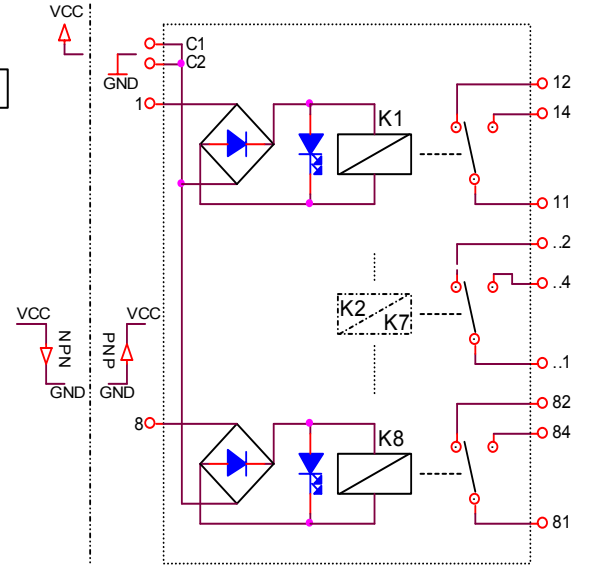 VCC
C1
C2
GND
1
K1
12
14
11
..2
..4
K2
K7
VCC
NPN
GND
VCC
PNP
GND
..1
8
K8
82
84
81